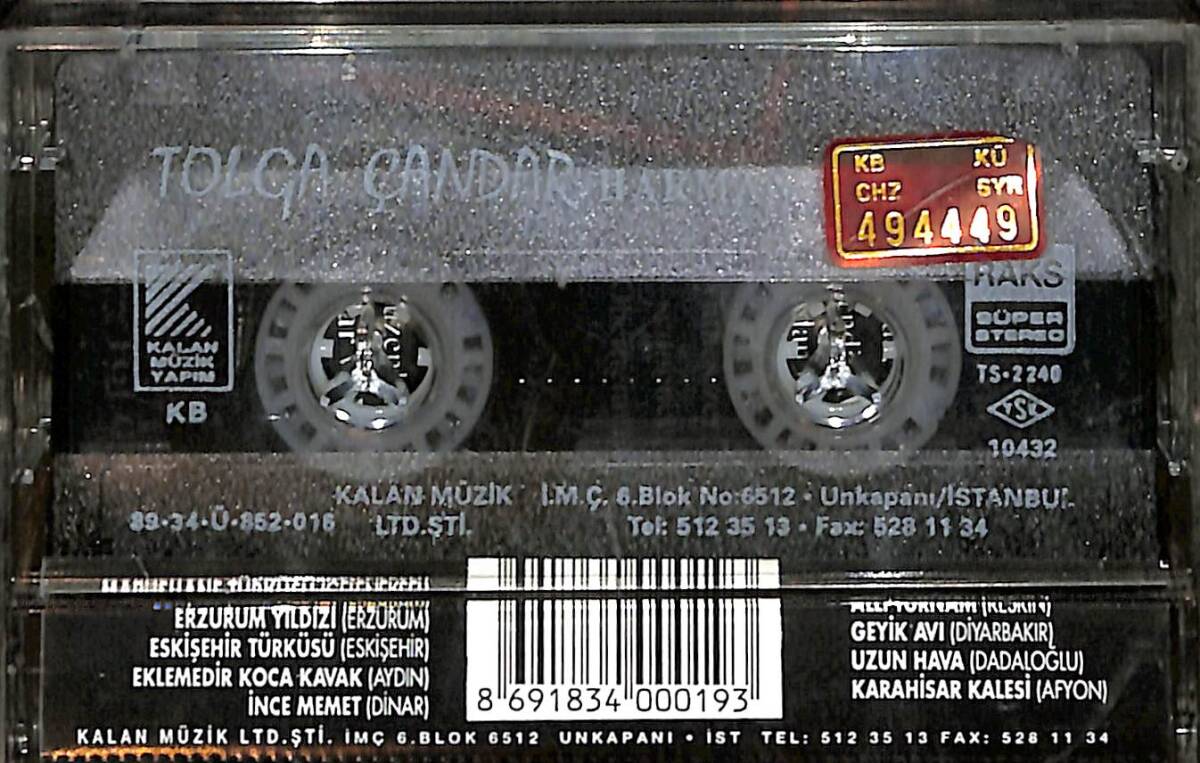 TOLGA ÇANDAR
KB KÜ
CHZ SYR
494449
KALAN
MÜZİK
YAPIM
KB
RAKS
SÜPER
STEREO
TS-2240
TSE
10432
KALAN MÜZİK İ.M.Ç. 6.Blok No:6512 • Unkapanı/İSTANBUL
89-34-Ü-852-016 LTD.ŞTİ. Tel: 512 35 13 • Fax: 528 11 34
ERZURUM YILDIZI (ERZURUM)
ESKİŞEHİR TÜRKÜSÜ (ESKİŞEHİR)
EKLEMEDİR KOCA KAVAK (AYDIN)
İNCE MEMET (DİNAR)
8 691834 000193
(KESKİN)
GEYİK AVI (DİYARBAKIR)
UZUN HAVA (DADALOĞLU)
KARAHİSAR KALESİ (AFYON)
KALAN MÜZİK LTD.ŞTİ. İMÇ 6.BLOK 6512 UNKAPANI • İST TEL: 512 35 13 FAX: 528 11 34